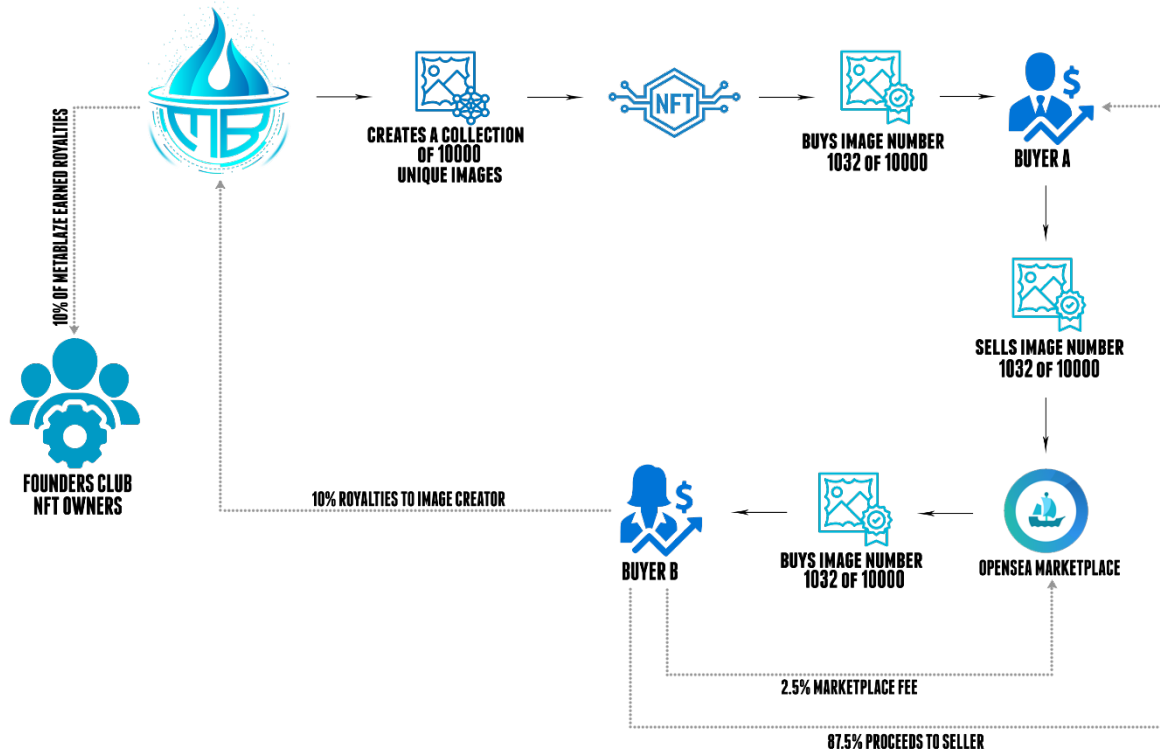 MB
CREATES A COLLECTION
OF 10000
UNIQUE IMAGES
NFT
BUYS IMAGE NUMBER
1032 OF 10000
$
BUYER A
10% OF METABLAZE EARNED ROYALTIES
SELLS IMAGE NUMBER
1032 OF 10000
FOUNDERS CLUB
NFT OWNERS
10% ROYALTIES TO IMAGE CREATOR
$
BUYER B
BUYS IMAGE NUMBER
1032 OF 10000
OPENSEA MARKETPLACE
2.5% MARKETPLACE FEE
87.5% PROCEEDS TO SELLER